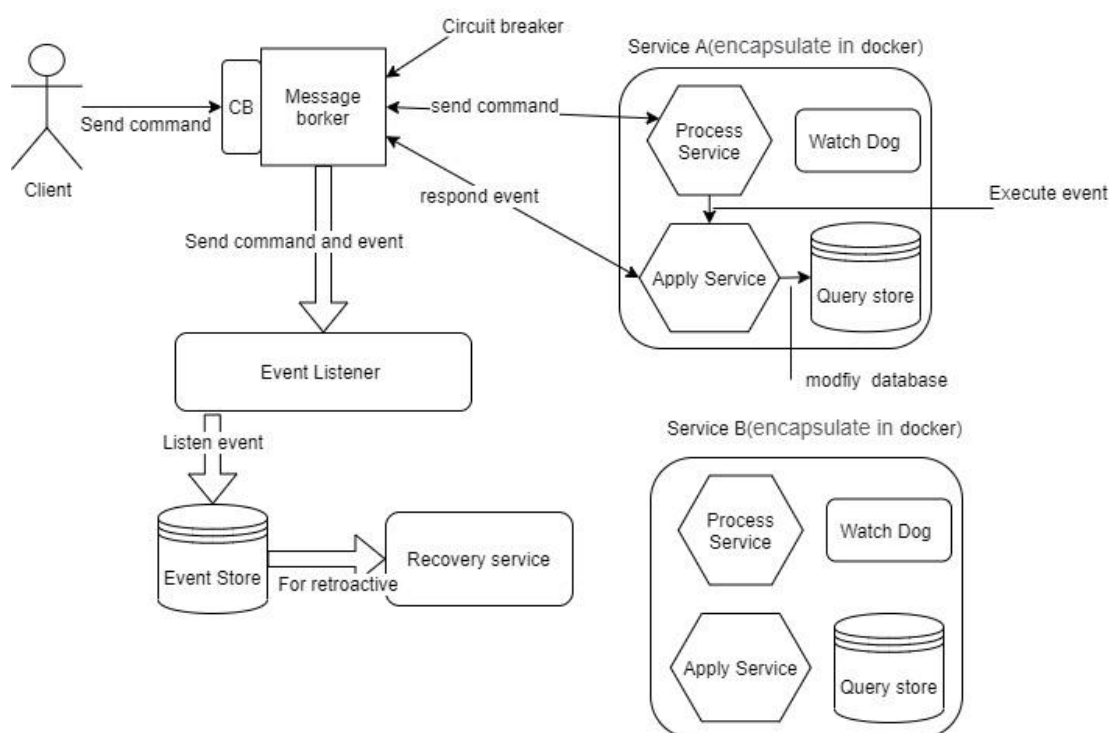 Circuit breaker
Service A(encapsulate in docker)
CB
Message
borker
send command
Process
Service
Watch Dog
Send command
Client
respond event
Execute event
Send command and event
Apply Service
Query store
Event Listener
modfiy database
Listen event
Service B(encapsulate in docker)
Process
Service
Watch Dog
Event Store
For retroactive
Recovery service
Apply Service
Query store